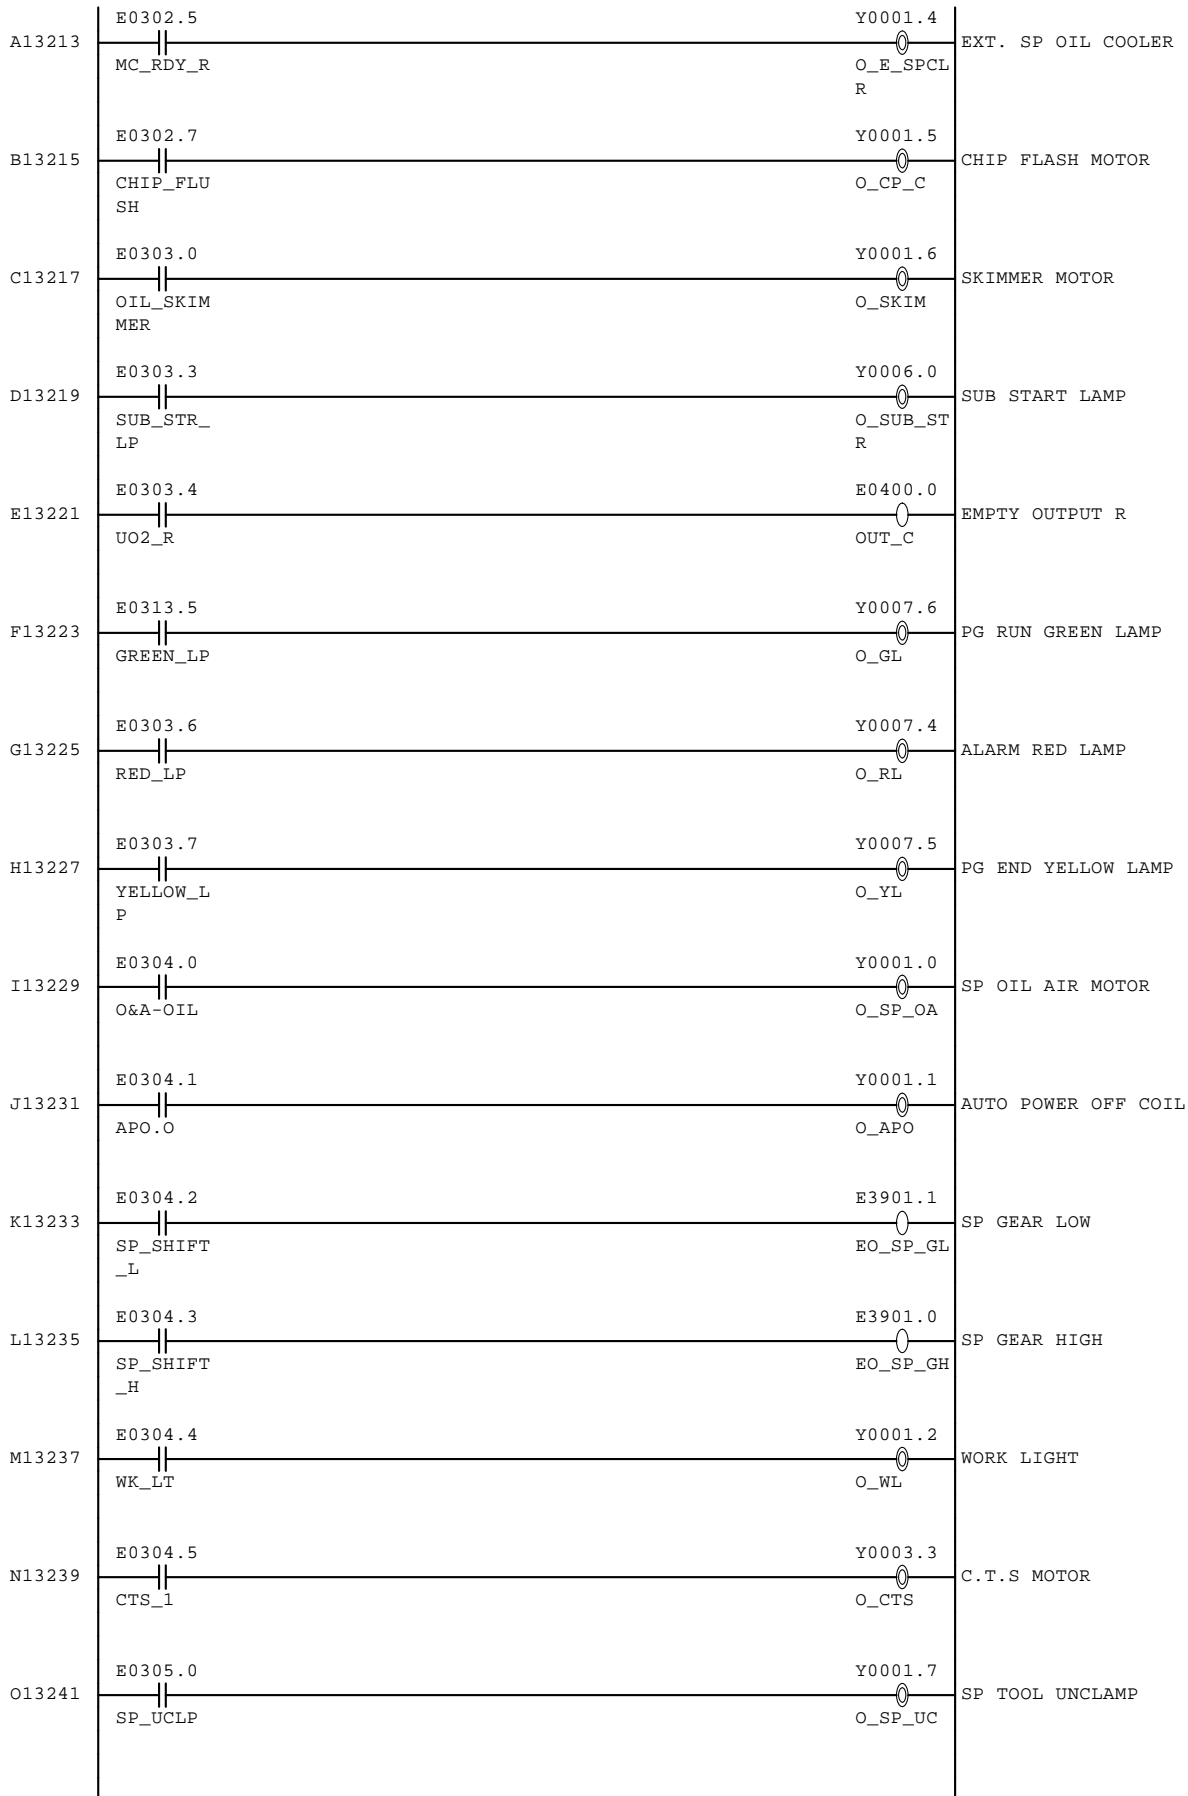 E0302.5 Y0001.4
A13213 EXT. SP OIL COOLER
MC_RDY_R O_E_SPCL
R
E0302.7 Y0001.5
B13215 CHIP FLASH MOTOR
CHIP_FLU O_CP_C
SH
E0303.0 Y0001.6
C13217 SKIMMER MOTOR
OIL_SKIM O_SKIM
MER
E0303.3 Y0006.0
D13219 SUB START LAMP
SUB_STR_ O_SUB_ST
LP R
E0303.4 E0400.0
E13221 EMPTY OUTPUT R
UO2_R OUT_C
E0313.5 Y0007.6
F13223 PG RUN GREEN LAMP
GREEN_LP O_GL
E0303.6 Y0007.4
G13225 ALARM RED LAMP
RED_LP O_RL
E0303.7 Y0007.5
H13227 PG END YELLOW LAMP
YELLOW_L O_YL
P
E0304.0 Y0001.0
I13229 SP OIL AIR MOTOR
O&A-OIL O_SP_OA
E0304.1 Y0001.1
J13231 AUTO POWER OFF COIL
APO.O O_APO
E0304.2 E3901.1
K13233 SP GEAR LOW
SP_SHIFT EO_SP_GL
_L
E0304.3 E3901.0
L13235 SP GEAR HIGH
SP_SHIFT EO_SP_GH
_H
E0304.4 Y0001.2
M13237 WORK LIGHT
WK_LT O_WL
E0304.5 Y0003.3
N13239 C.T.S MOTOR
CTS_1 O_CTS
E0305.0 Y0001.7
O13241 SP TOOL UNCLAMP
SP_UCLP O_SP_UC